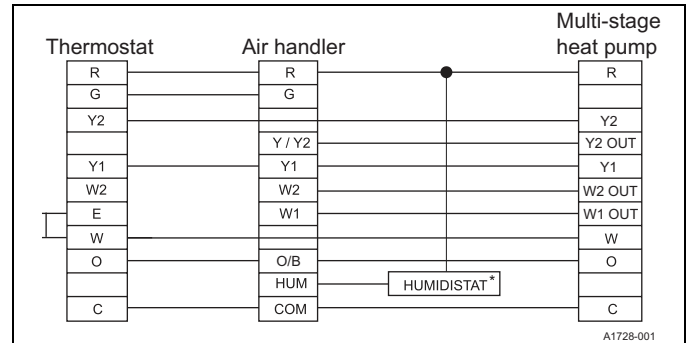 Multi-stage
Thermostat Air handler heat pump
R R R
G G
Y2 Y2
Y / Y2 Y2 OUT
Y1 Y1 Y1
W2 W2 W2 OUT
E W1 W1 OUT
W W
O O/B O
HUM HUMIDISTAT*
C COM C
A1728-001